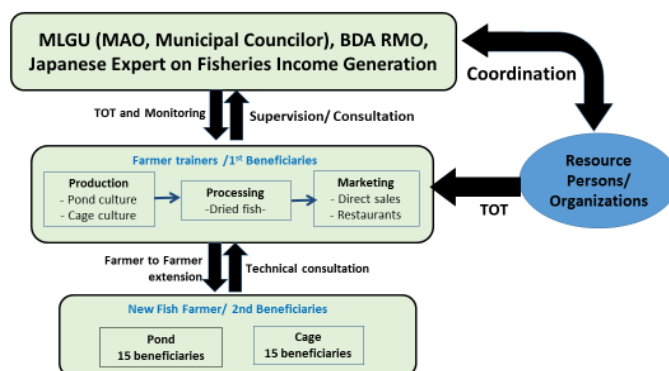 MLGU (MAO, Municipal Councilor), BDA RMO,
Japanese Expert on Fisheries Income Generation
Coordination
TOT and Monitoring
Supervision/ Consultation
Farmer trainers /1st Beneficiaries
Production
- Pond culture
- Cage culture
Processing
-Dried fish-
Marketing
- Direct sales
- Restaurants
TOT
Resource
Persons/
Organizations
Farmer to Farmer
extension
Technical consultation
New Fish Farmer/ 2nd Beneficiaries
Pond
15 beneficiaries
Cage
15 beneficiaries